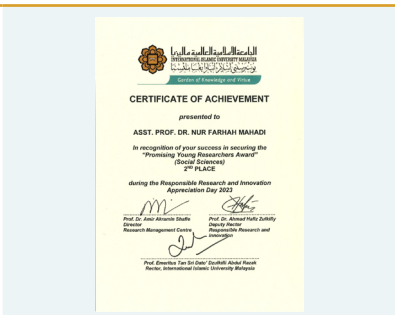 الجامعة الإسلامية العالمية ماليزيا
INTERNATIONAL ISLAMIC UNIVERSITY MALAYSIA
Garden of Knowledge and Virtue
CERTIFICATE OF ACHIEVEMENT
presented to
ASST. PROF. DR. NUR FARHAH MAHADI
In recognition of your success in securing the
“Promising Young Researchers Award”
(Social Sciences)
2ND PLACE
during the Responsible Research and Innovation
Appreciation Day 2023
Prof. Dr. Amir Akramin Shafie
Director
Research Management Centre
Prof. Dr. Ahmad Hafiz Zulkifly
Deputy Rector
Responsible Research and
Innovation
Prof. Emeritus Tan Sri Dato' Dzulkifli Abdul Razak
Rector, International Islamic University Malaysia